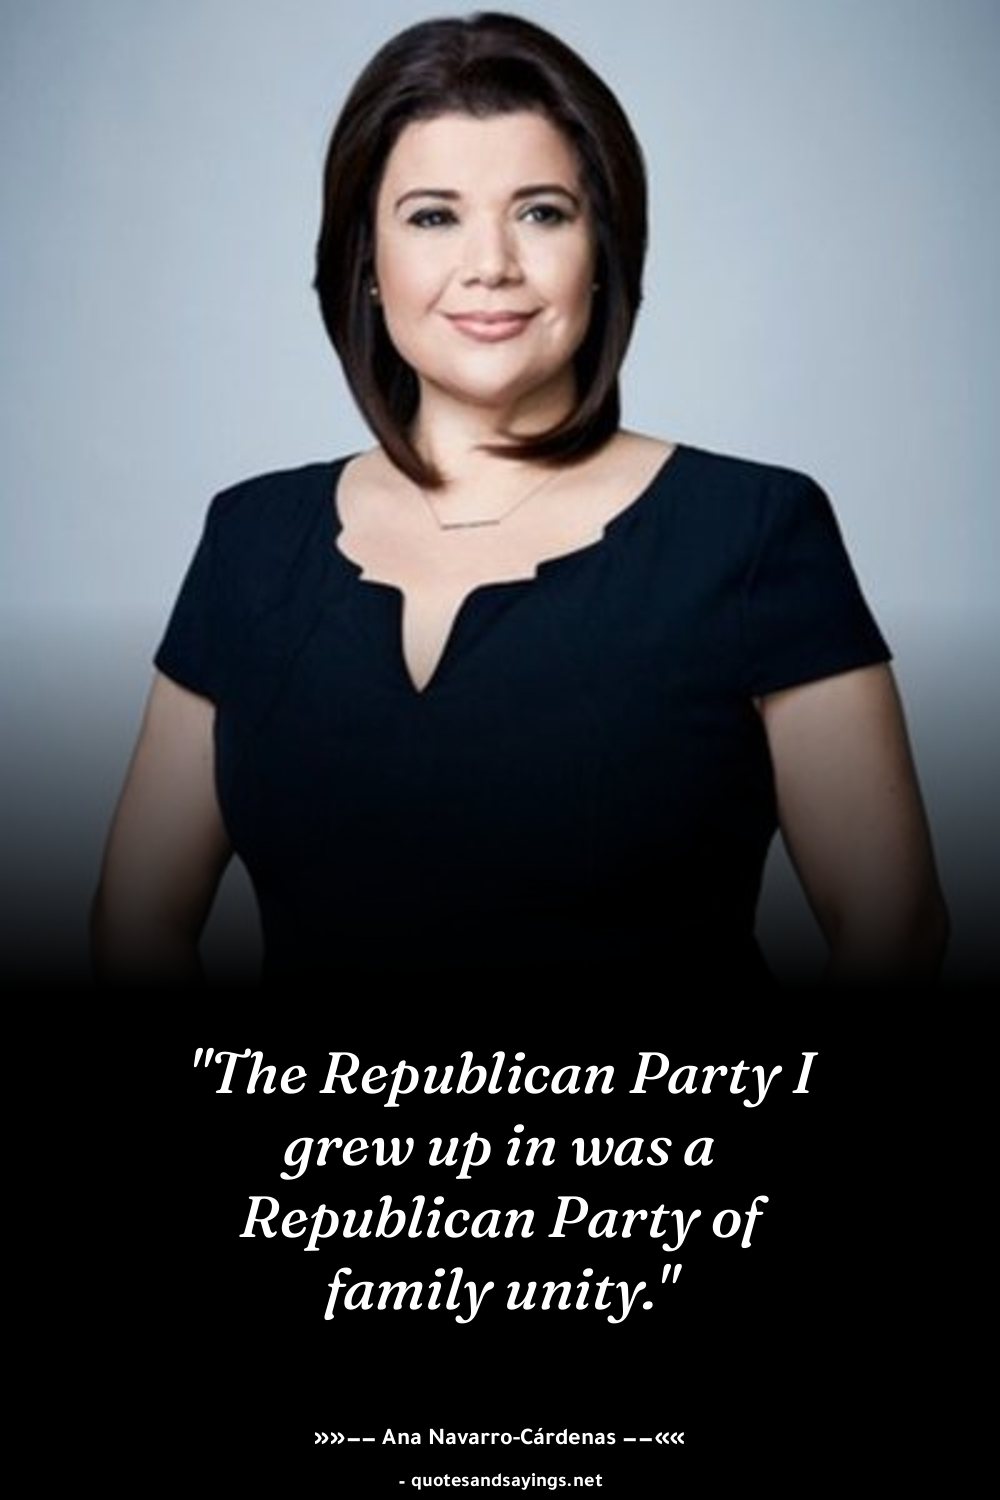 "The Republican Party I
grew up in was a
Republican Party of
family unity."
»»–– Ana Navarro-Cárdenas ––««
- quotesandsayings.net